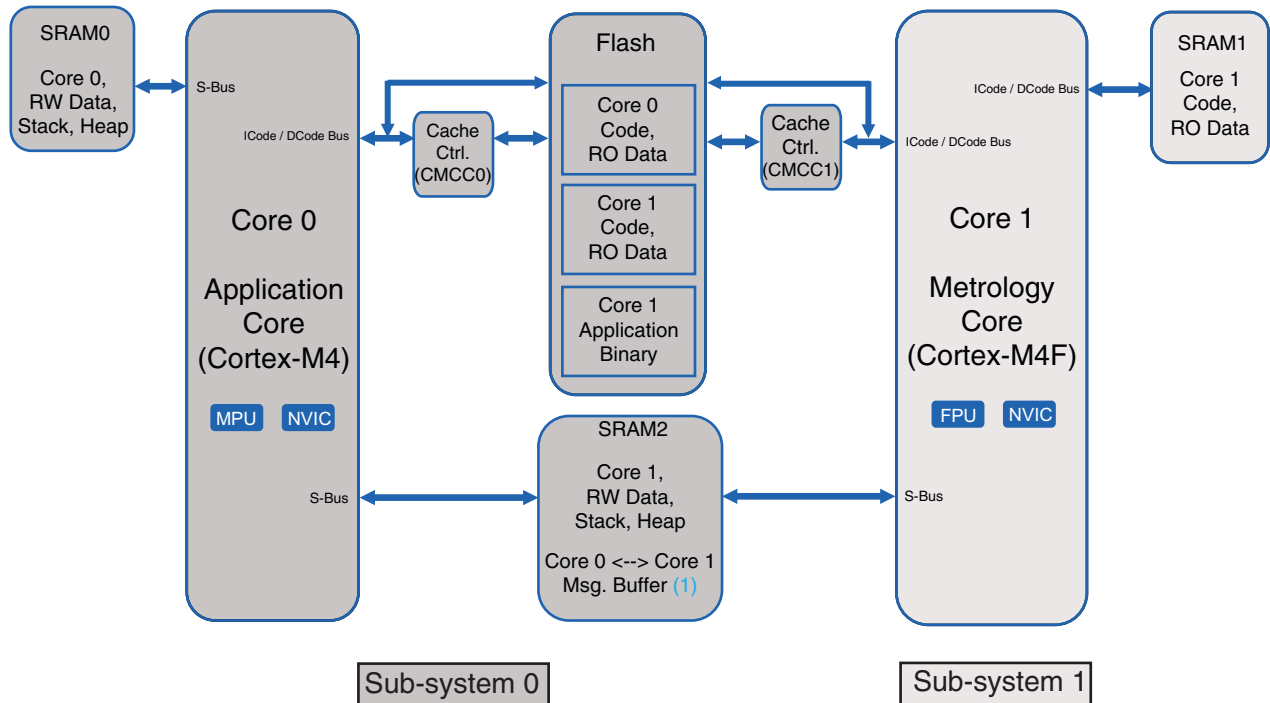 SRAM0
Core 0,
RW Data,
Stack, Heap
S-Bus
ICode / DCode Bus
Core 0
Application
Core
(Cortex-M4)
MPU
NVIC
S-Bus
Cache
Ctrl.
(CMCC0)
Flash
Core 0
Code,
RO Data
Core 1
Code,
RO Data
Core 1
Application
Binary
SRAM2
Core 1,
RW Data,
Stack, Heap
Core 0 <--> Core 1
Msg. Buffer (1)
Cache
Ctrl.
(CMCC1)
ICode / DCode Bus
ICode / DCode Bus
Core 1
Metrology
Core
(Cortex-M4F)
FPU
NVIC
S-Bus
SRAM1
Core 1
Code,
RO Data
Sub-system 0
Sub-system 1